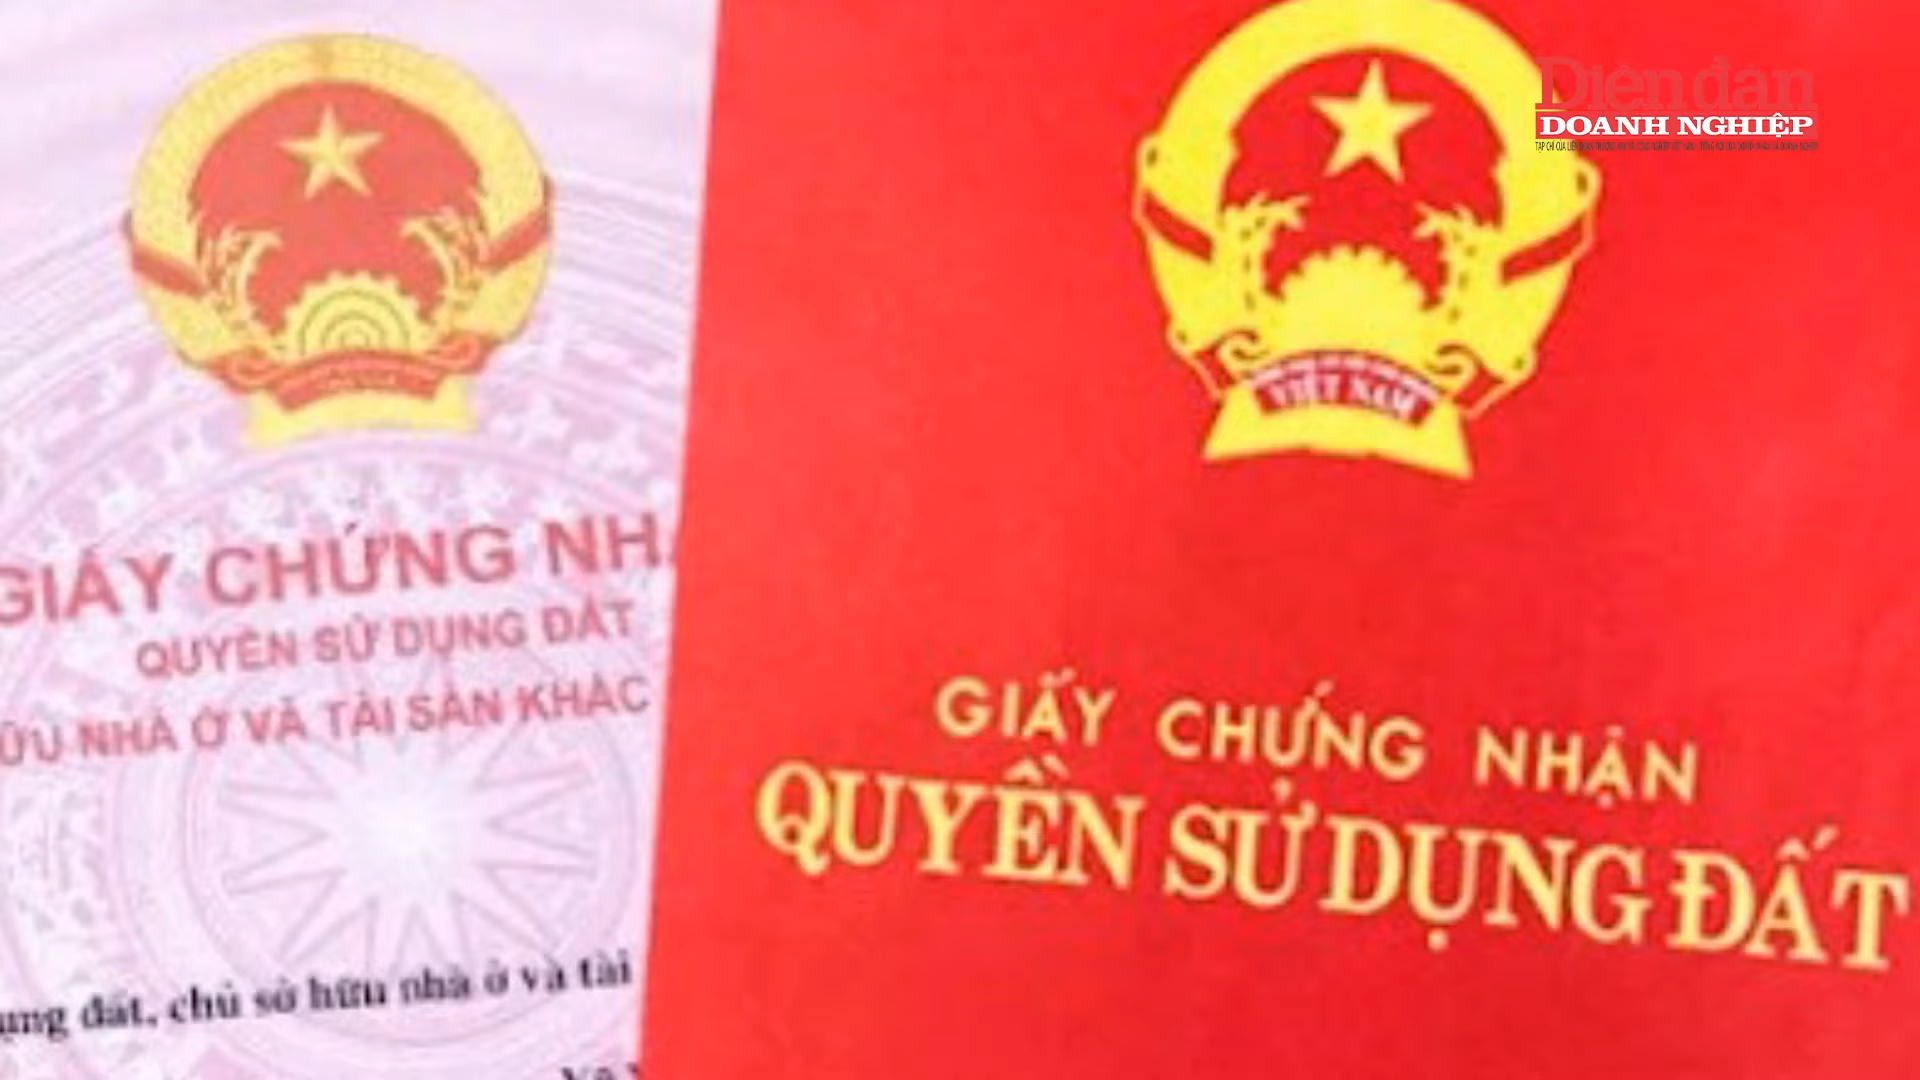 GIẤY CHỨNG NH
QUYỀN SỬ DỤNG ĐẤT
ỮU NHÀ Ở VÀ TÀI SẢN KHÁC
ụng đất, chủ sở hữu nhà ở và tài
VIỆT NAM
GIẤY CHỨNG NHẬN
QUYỀN SỬ DỤNG ĐẤT
Diễn đàn
DOANH NGHIỆP